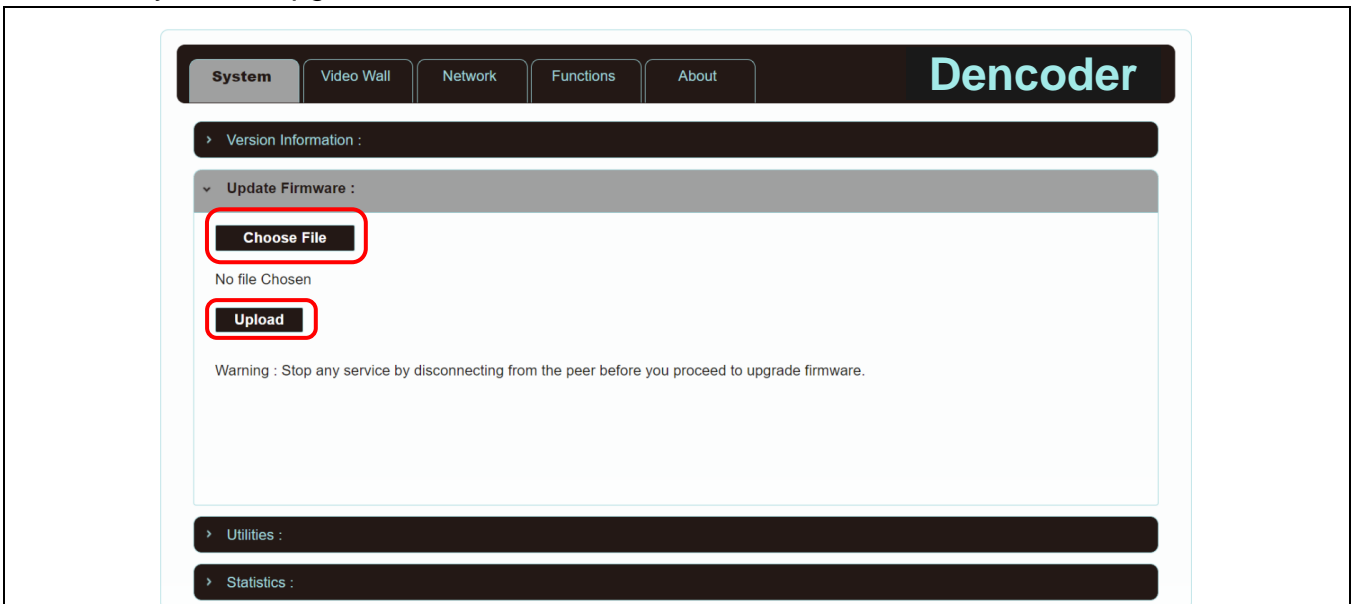 System
Video Wall
Network
Functions
About
Dencoder
Version Information :
Update Firmware :
Choose File
No file Chosen
Upload
Warning : Stop any service by disconnecting from the peer before you proceed to upgrade firmware.
Utilities :
Statistics :